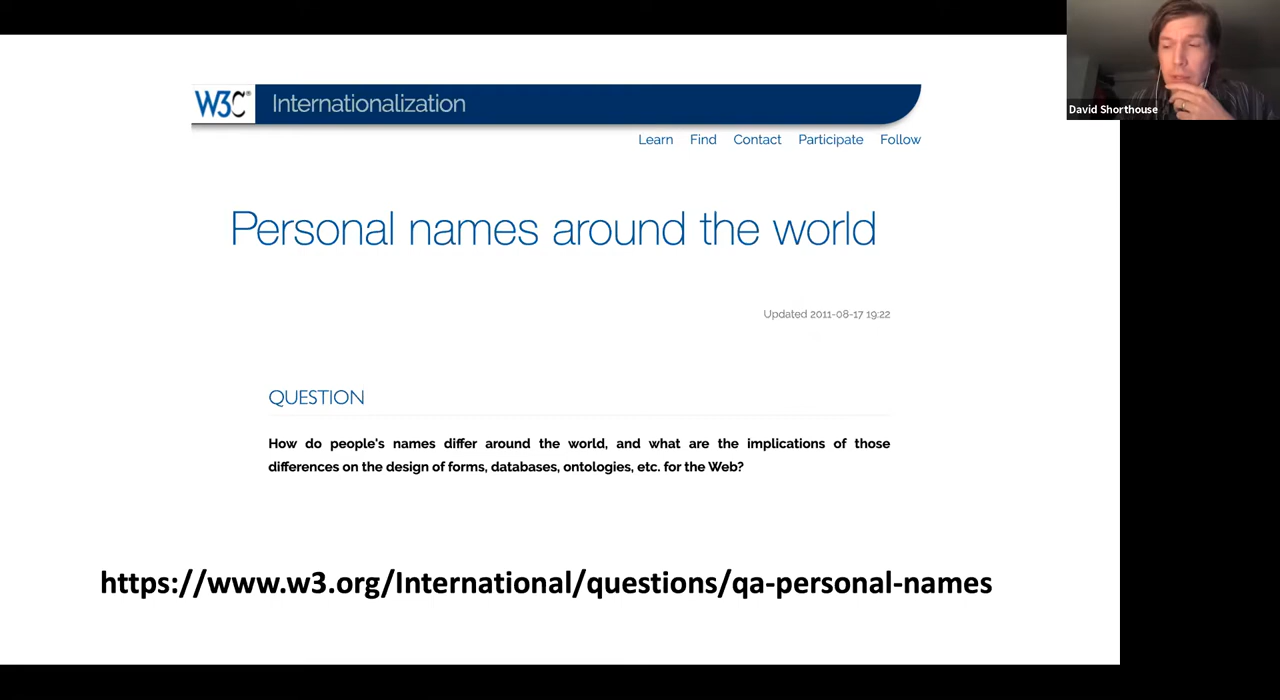 W3C® Internationalization
Learn Find Contact Participate Follow
David Shorthouse
Personal names around the world
Updated 2011-08-17 19:22
QUESTION
How do people's names differ around the world, and what are the implications of those
differences on the design of forms, databases, ontologies, etc. for the Web?
https://www.w3.org/International/questions/qa-personal-names